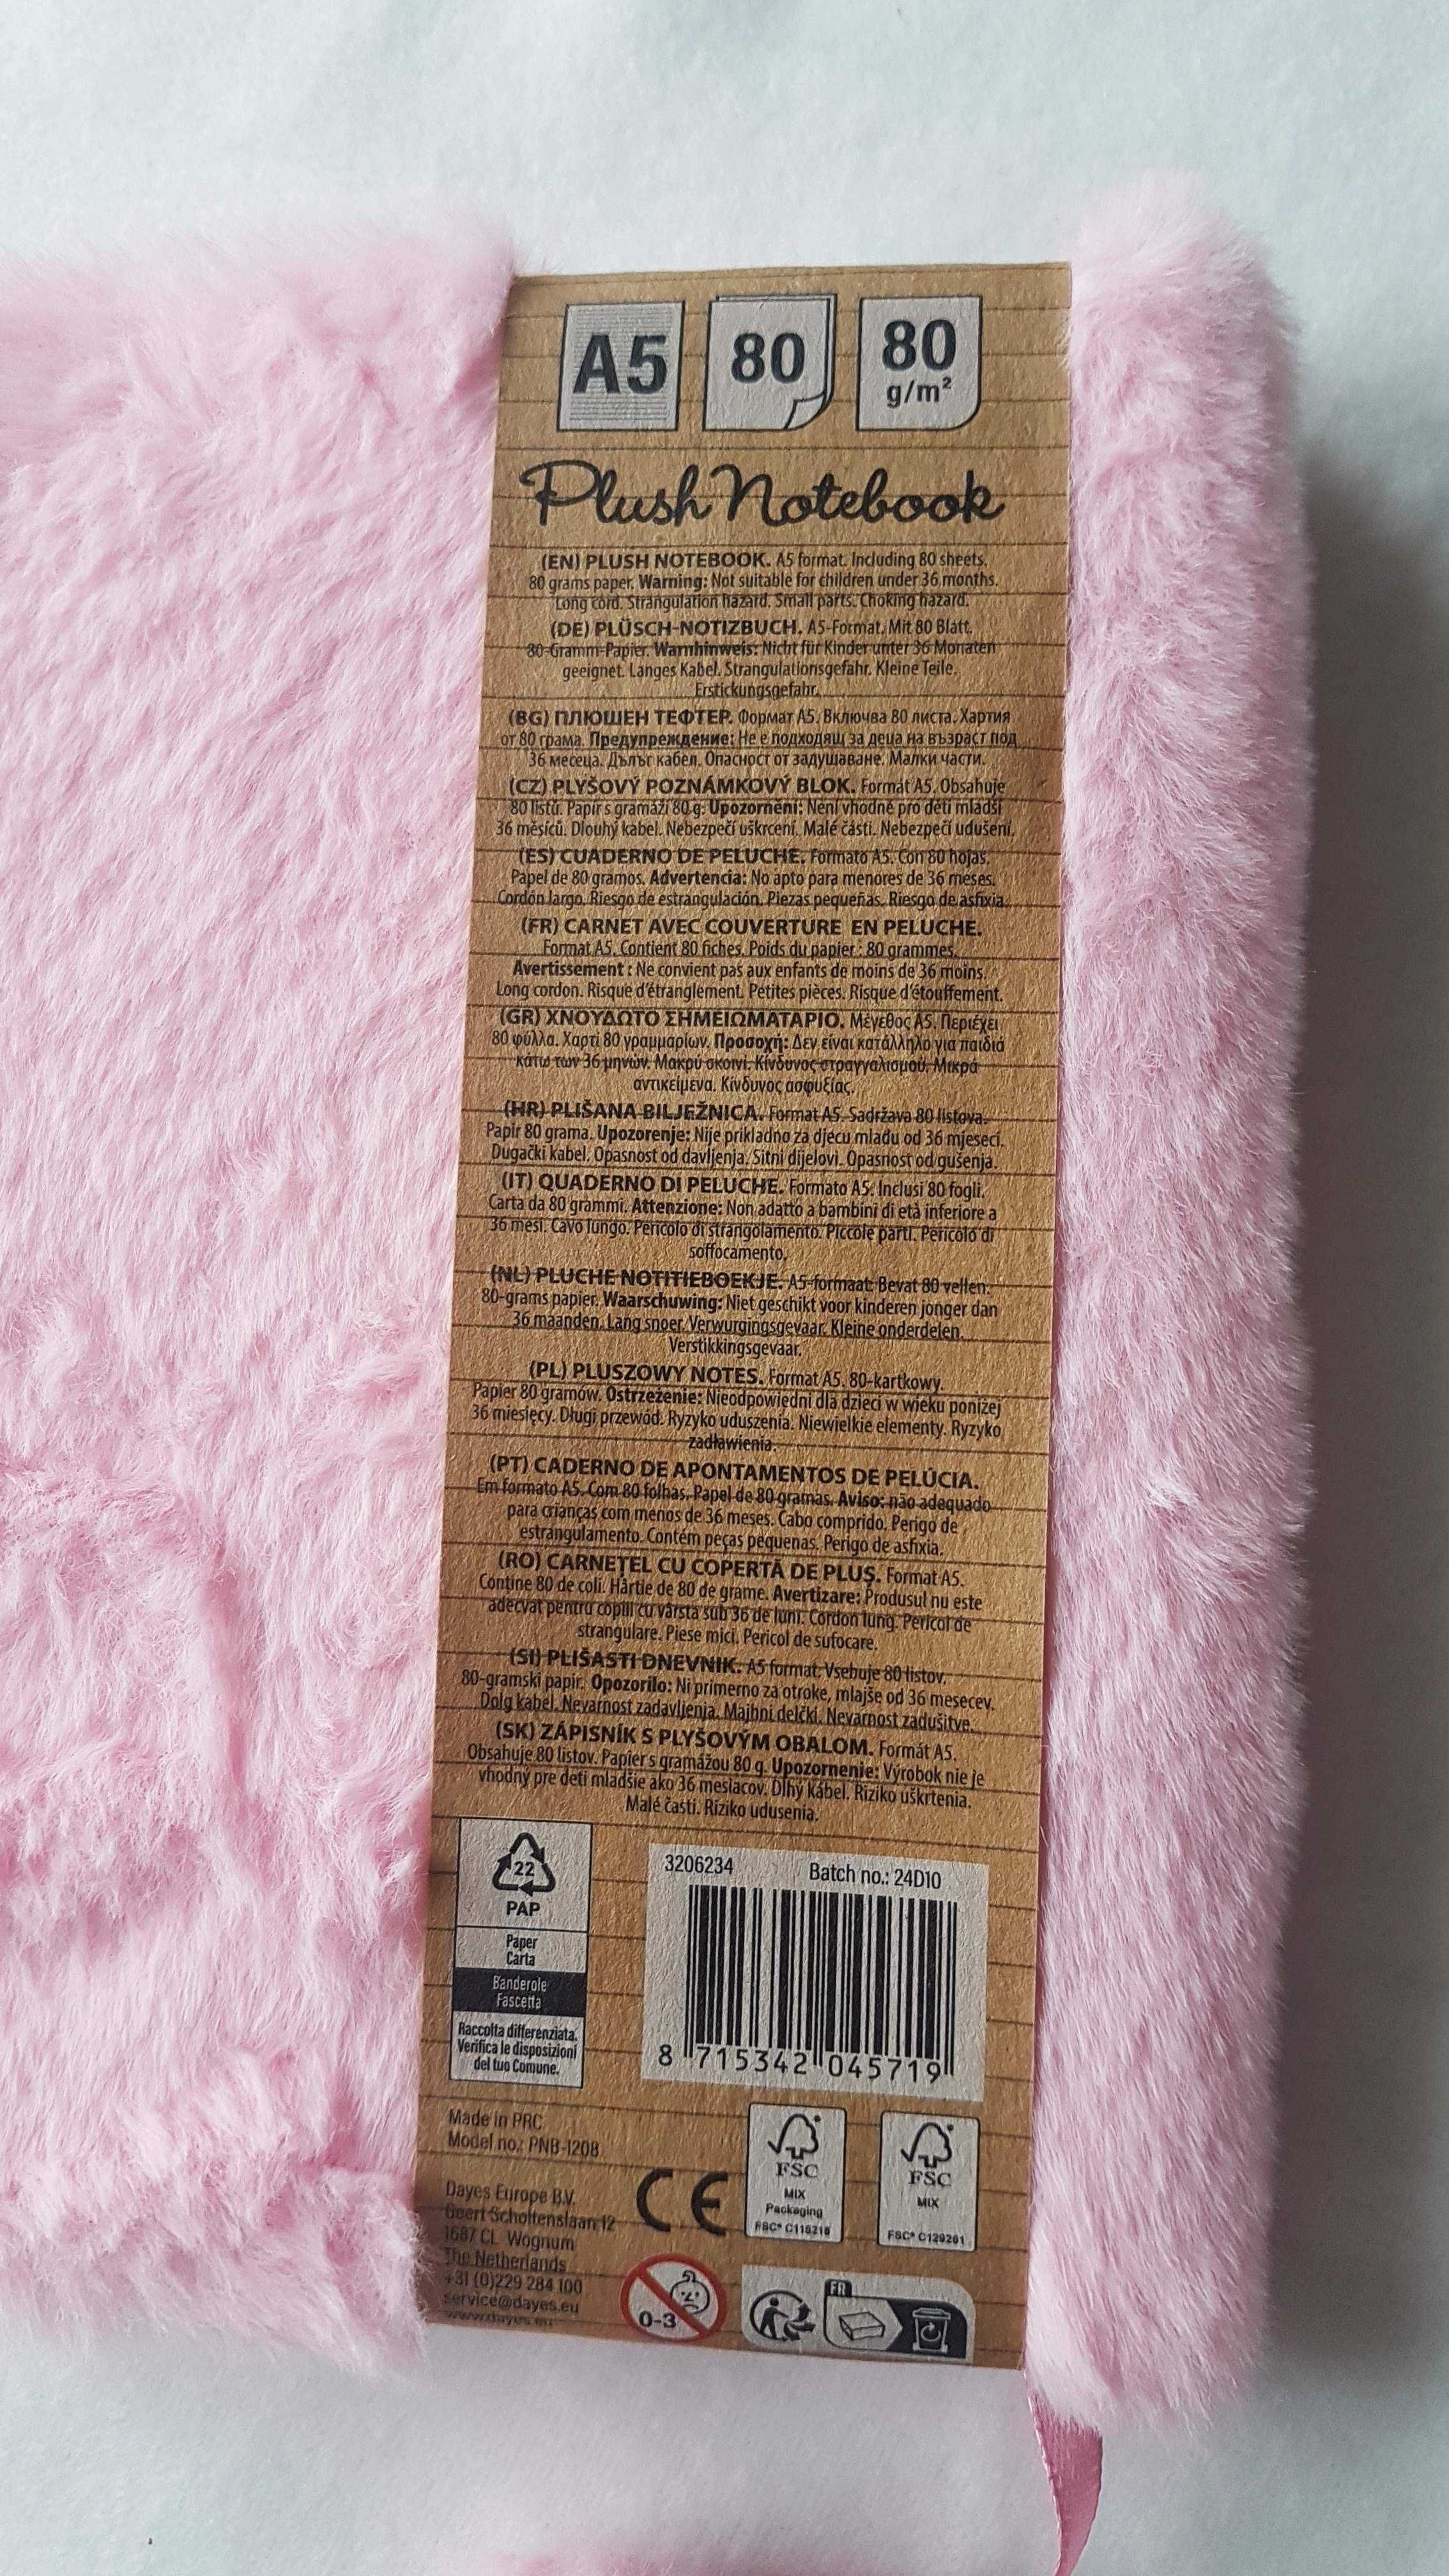 A5 80 80 g/m²
Plush Notebook
(EN) PLUSH NOTEBOOK. A5 format. Including 80 sheets.
80 grams paper. Warning: Not suitable for children under 36 months.
Long cord. Strangulation hazard. Small parts. Choking hazard.
(DE) PLÜSCH-NOTIZBUCH. A5-Format. Mit 80 Blatt.
80-Gramm-Papier. Warnhinweis: Nicht für Kinder unter 36 Monaten
geeignet. Langes Kabel. Strangulationsgefahr. Kleine Teile.
Erstickungsgefahr.
(BG) ПЛЮШЕН ТЕФТЕР. Формат А5. Включва 80 листа. Хартия
от 80 грама. Предупреждение: Не е подходящ за деца на възраст под
36 месеца. Дълъг кабел. Опасност от задушаване. Малки части.
(CZ) PLYŠOVÝ POZNÁMKOVÝ BLOK. Formát A5. Obsahuje
80 listů. Papír s gramáží 80 g. Upozornění: Není vhodné pro děti mladší
36 měsíců. Dlouhý kabel. Nebezpečí uškrcení. Malé části. Nebezpečí udušení.
(ES) CUADERNO DE PELUCHE. Formato A5. Con 80 hojas.
Papel de 80 gramos. Advertencia: No apto para menores de 36 meses.
Cordón largo. Riesgo de estrangulación. Piezas pequeñas. Riesgo de asfixia.
(FR) CARNET AVEC COUVERTURE EN PELUCHE.
Format A5. Contient 80 fiches. Poids du papier : 80 grammes.
Avertissement : Ne convient pas aux enfants de moins de 36 moins.
Long cordon. Risque d'étranglement. Petites pièces. Risque d'étouffement.
(GR) ΧΝΟΥΔΩΤΟ ΣΗΜΕΙΩΜΑΤΑΡΙΟ. Μέγεθος Α5. Περιέχει
80 φύλλα. Χαρτί 80 γραμμαρίων. Προσοχή: Δεν είναι κατάλληλο για παιδιά
κάτω των 36 μηνών. Μακρύ σκοινί. Κίνδυνος στραγγαλισμού. Μικρά
αντικείμενα. Κίνδυνος ασφυξίας.
(HR) PLIŠANA BILJEŽNICA. Format A5. Sadržava 80 listova.
Papir 80 grama. Upozorenje: Nije prikladno za djecu mlađu od 36 mjeseci.
Dugački kabel. Opasnost od davljenja. Sitni dijelovi. Opasnost od gušenja.
(IT) QUADERNO DI PELUCHE. Formato A5. Inclusi 80 fogli.
Carta da 80 grammi. Attenzione: Non adatto a bambini di età inferiore a
36 mesi. Cavo lungo. Pericolo di strangolamento. Piccole parti. Pericolo di
soffocamento.
(NL) PLUCHE NOTITIEBOEKJE. A5-formaat. Bevat 80 vellen.
80-grams papier. Waarschuwing: Niet geschikt voor kinderen jonger dan
36 maanden. Lang snoer. Verwurgingsgevaar. Kleine onderdelen.
Verstikkingsgevaar.
(PL) PLUSZOWY NOTES. Format A5. 80-kartkowy.
Papier 80 gramów. Ostrzeżenie: Nieodpowiedni dla dzieci w wieku poniżej
36 miesięcy. Długi przewód. Ryzyko uduszenia. Niewielkie elementy. Ryzyko
zadławienia.
(PT) CADERNO DE APONTAMENTOS DE PELÚCIA.
Em formato A5. Com 80 folhas. Papel de 80 gramas. Aviso: não adequado
para crianças com menos de 36 meses. Cabo comprido. Perigo de
estrangulamento. Contém peças pequenas. Perigo de asfixia.
(RO) CARNEȚEL CU COPERTĂ DE PLUȘ. Format A5.
Conține 80 de coli. Hârtie de 80 de grame. Avertizare: Produsul nu este
adecvat pentru copiii cu vârsta sub 36 de luni. Cordon lung. Pericol de
strangulare. Piese mici. Pericol de sufocare.
(SI) PLIŠASTI DNEVNIK. A5 format. Vsebuje 80 listov.
80-gramski papir. Opozorilo: Ni primerno za otroke, mlajše od 36 mesecev.
Dolg kabel. Nevarnost zadavljenja. Majhni delčki. Nevarnost zadušitve.
(SK) ZÁPISNÍK S PLYŠOVÝM OBALOM. Formát A5.
Obsahuje 80 listov. Papier s gramážou 80 g. Upozornenie: Výrobok nie je
vhodný pre deti mladšie ako 36 mesiacov. Dlhý kábel. Riziko uškrtenia.
Malé časti. Riziko udusenia.
22
PAP
Paper
Carta
Banderole
Fascetta
Raccolta differenziata.
Verifica le disposizioni
del tuo Comune.
3206234 Batch no.: 24D10
8 715342 045719
Made in PRC
Model no.: PNB-1208
Dayes Europe B.V.
Geert Scholtenslaan 12
1687 CL Wognum
The Netherlands
+31 (0)229 284 100
service@dayes.eu
www.dayes.eu
CE
FSC
MIX
Packaging
FSC® C116218
FSC
MIX
FSC® C129261
0-3
FR